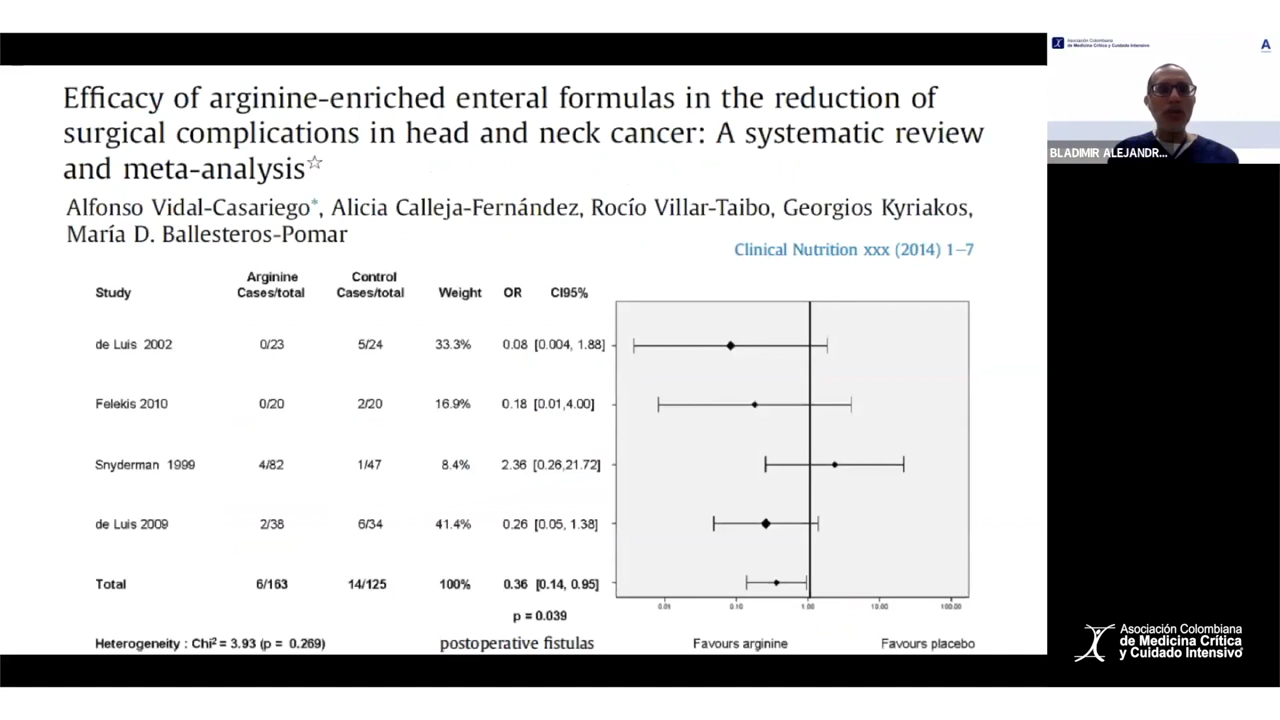 Efficacy of arginine-enriched enteral formulas in the reduction of
surgical complications in head and neck cancer: A systematic review
and meta-analysis☆
Alfonso Vidal-Casariego*, Alicia Calleja-Fernández, Rocío Villar-Taibo, Georgios Kyriakos,
María D. Ballesteros-Pomar
Clinical Nutrition xxx (2014) 1–7
Study Arginine Cases/total Control Cases/total Weight OR CI95%
de Luis 2002 0/23 5/24 33.3% 0.08 [0.004, 1.88]
Felekis 2010 0/20 2/20 16.9% 0.18 [0.01,4.00]
Snyderman 1999 4/82 1/47 8.4% 2.36 [0.26,21.72]
de Luis 2009 2/38 6/34 41.4% 0.26 [0.05, 1.38]
Total 6/163 14/125 100% 0.36 [0.14, 0.95]
0.01 0.10 1.00 10.00 100.00
p = 0.039
Heterogeneity : Chi² = 3.93 (p = 0.269) postoperative fistulas Favours arginine Favours placebo
Asociación Colombiana
de Medicina Crítica y Cuidado Intensivo
A
BLADIMIR ALEJANDR...
Asociación Colombiana
de Medicina Crítica
y Cuidado Intensivo